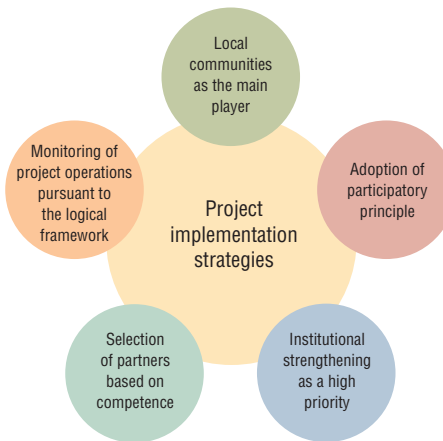 Local
communities
as the main
player
Monitoring of
project operations
pursuant to
the logical
framework
Adoption of
participatory
principle
Project
implementation
strategies
Selection
of partners
based on
competence
Institutional
strengthening
as a high
priority